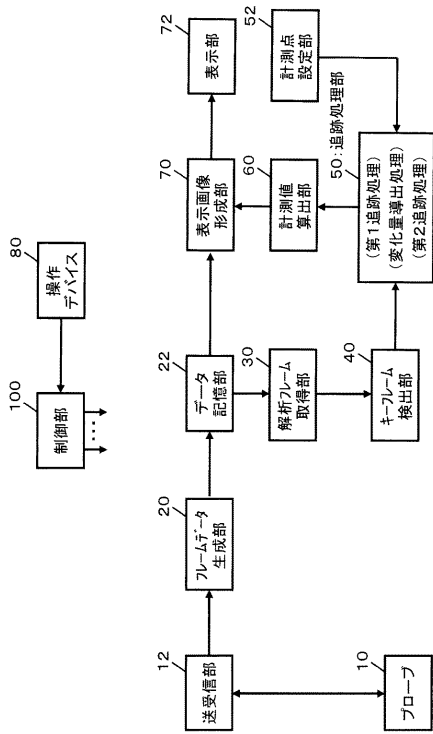 100
制御部
…
80
操作
デバイス
12
送受信部
20
フレームデータ
生成部
22
データ
記憶部
70
表示画像
形成部
72
表示部
10
プローブ
30
解析フレーム
取得部
40
キーフレーム
検出部
60
計測値
算出部
50:追跡処理部
(第1追跡処理)
(変化量導出処理)
(第2追跡処理)
52
計測点
設定部